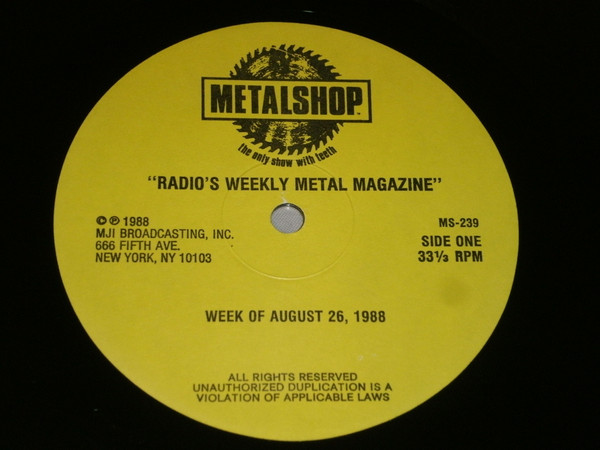 METALSHOP™
the only show with teeth
"RADIO'S WEEKLY METAL MAGAZINE"
©℗ 1988
MJI BROADCASTING, INC.
666 FIFTH AVE.
NEW YORK, NY 10103
MS-239
SIDE ONE
33⅓ RPM
WEEK OF AUGUST 26, 1988
ALL RIGHTS RESERVED
UNAUTHORIZED DUPLICATION IS A
VIOLATION OF APPLICABLE LAWS